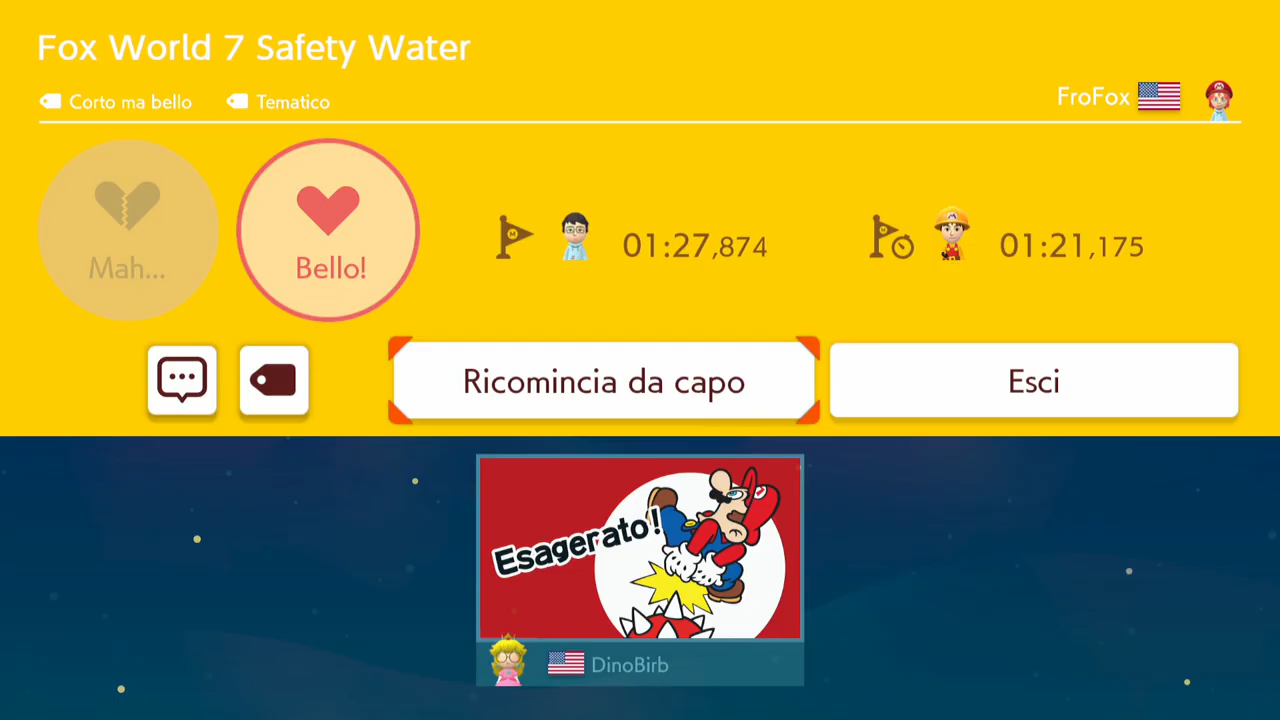 Fox World 7 Safety Water
Corto ma bello Tematico
FroFox
Mah...
Bello!
01:27,874
01:21,175
Ricomincia da capo
Esci
Esagerato!
DinoBirb